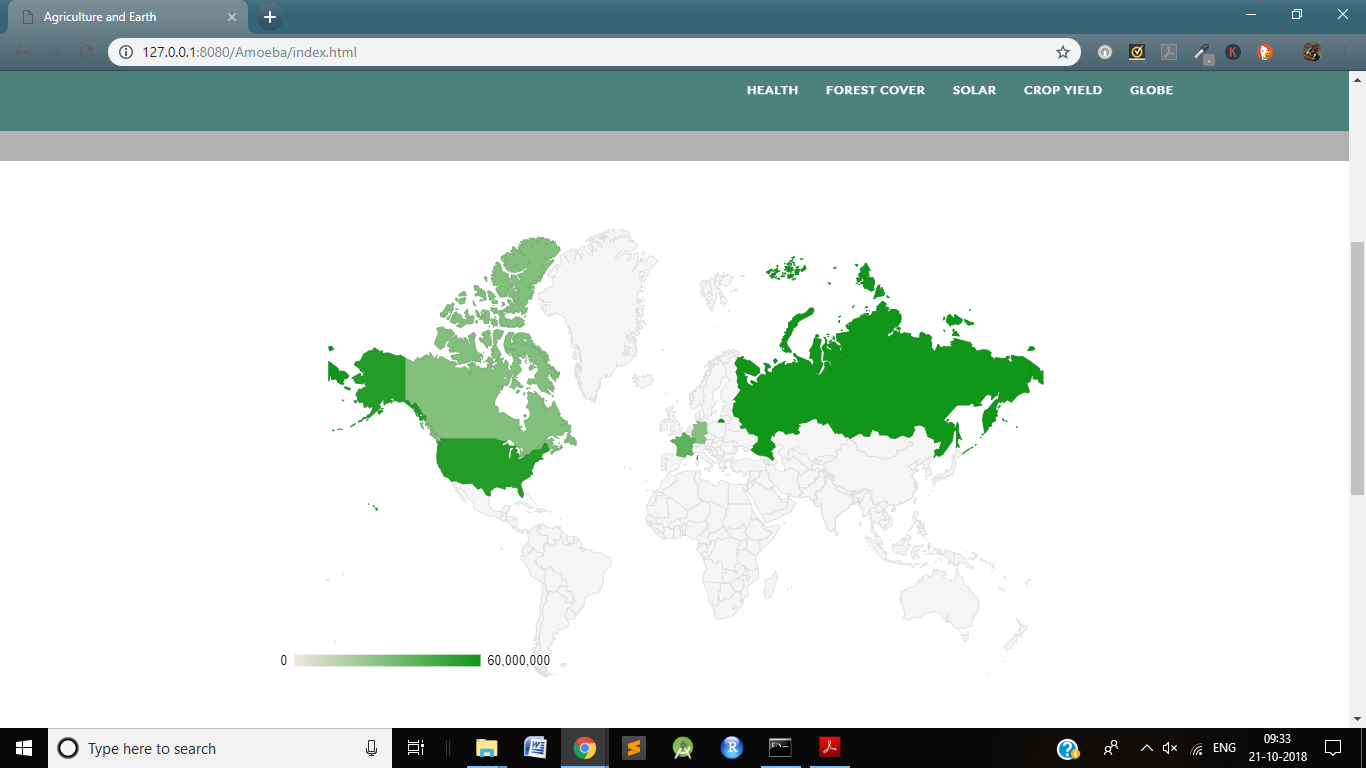 Agriculture and Earth
127.0.0.1:8080/Amoeba/index.html
HEALTH FOREST COVER SOLAR CROP YIELD GLOBE
0 60,000,000
Type here to search
ENG
09:33
21-10-2018